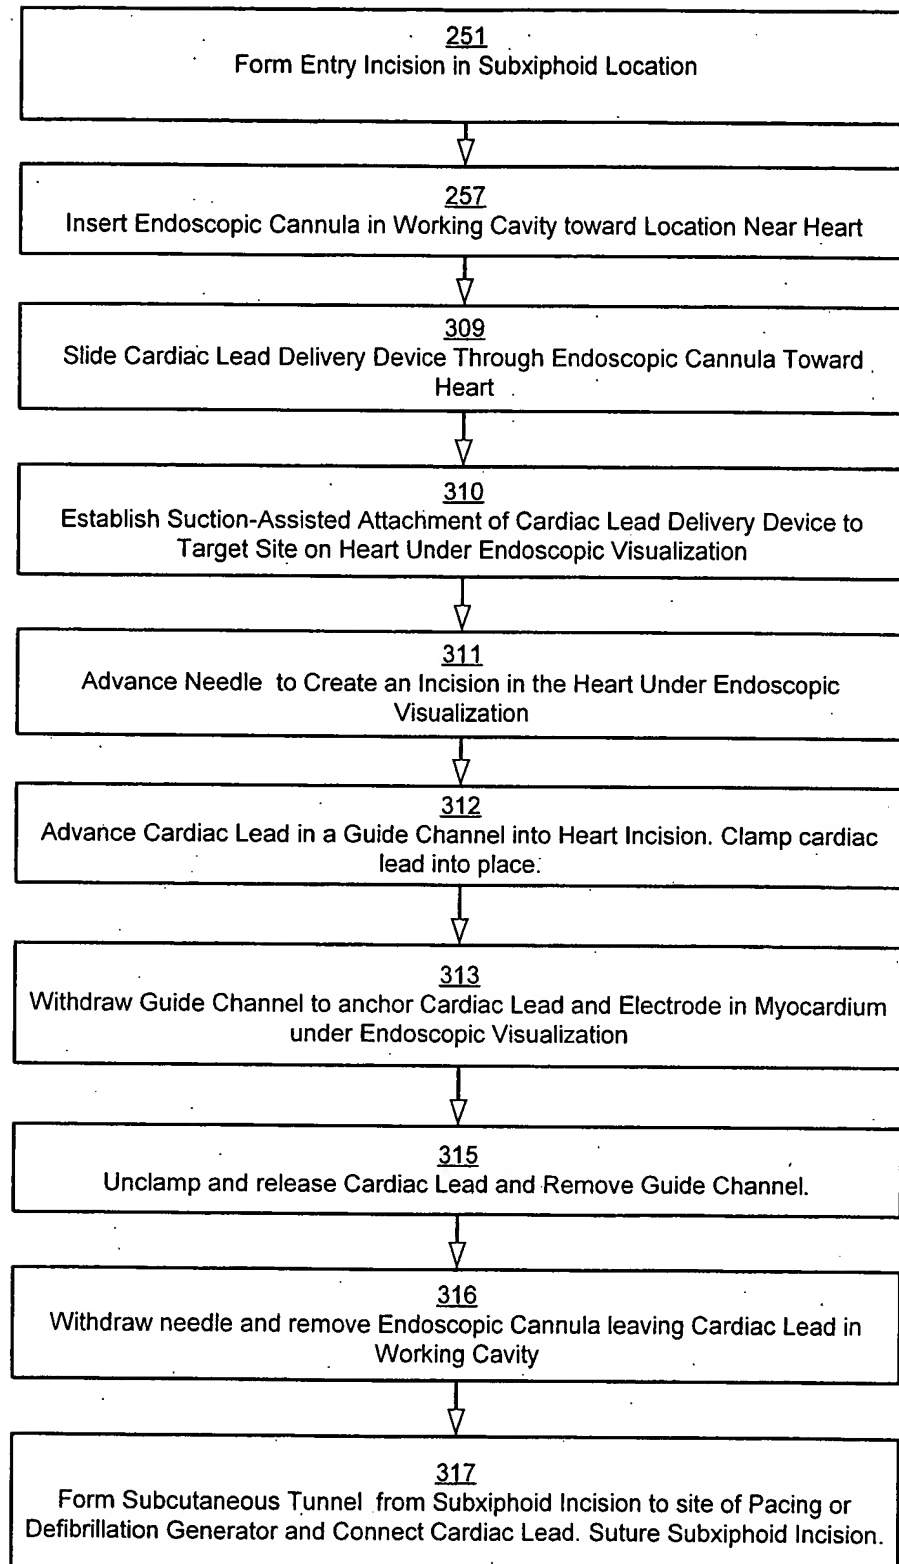 251
Form Entry Incision in Subxiphoid Location
257
Insert Endoscopic Cannula in Working Cavity toward Location Near Heart
309
Slide Cardiac Lead Delivery Device Through Endoscopic Cannula Toward
Heart
310
Establish Suction-Assisted Attachment of Cardiac Lead Delivery Device to
Target Site on Heart Under Endoscopic Visualization
311
Advance Needle to Create an Incision in the Heart Under Endoscopic
Visualization
312
Advance Cardiac Lead in a Guide Channel into Heart Incision. Clamp cardiac
lead into place.
313
Withdraw Guide Channel to anchor Cardiac Lead and Electrode in Myocardium
under Endoscopic Visualization
315
Unclamp and release Cardiac Lead and Remove Guide Channel.
316
Withdraw needle and remove Endoscopic Cannula leaving Cardiac Lead in
Working Cavity
317
Form Subcutaneous Tunnel from Subxiphoid Incision to site of Pacing or
Defibrillation Generator and Connect Cardiac Lead. Suture Subxiphoid Incision.